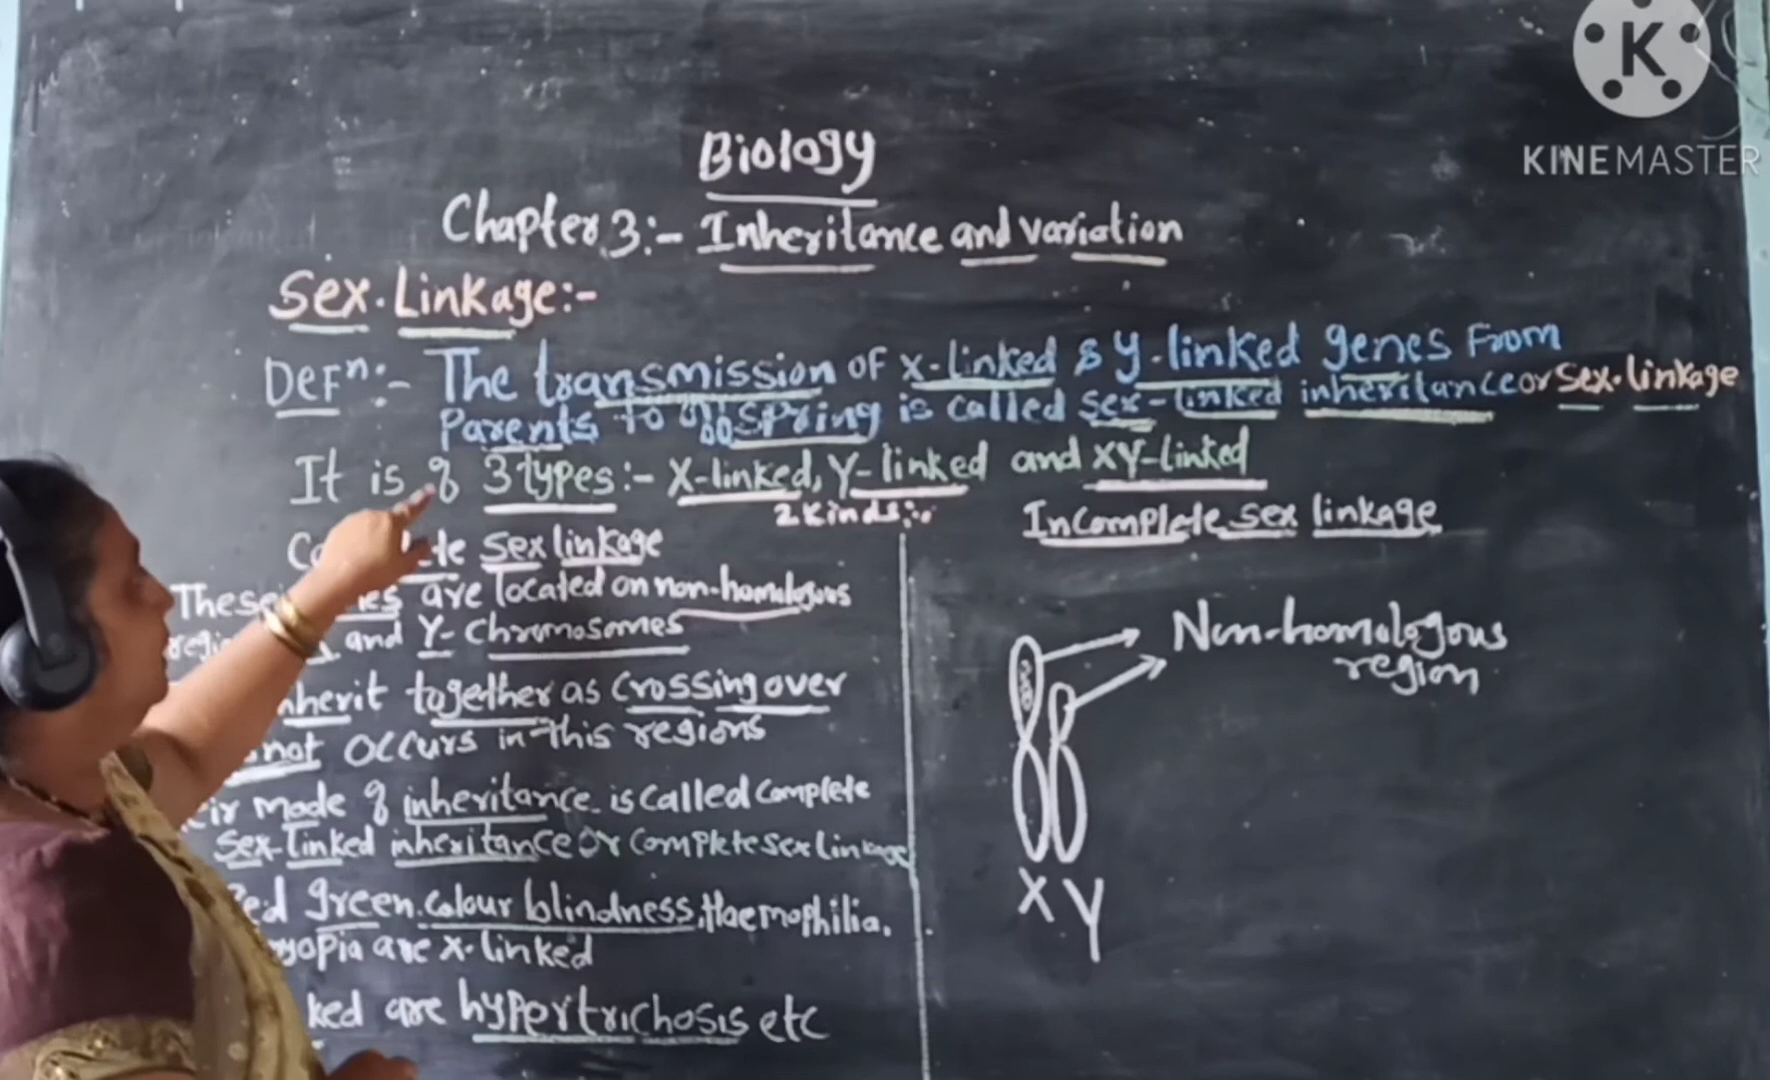 K
KINEMASTER
Biology
Chapter 3:- Inheritance and variation
Sex. Linkage:-
Defn:- The transmission of x-linked & y-linked genes from
Parents to offspring is called sex-linked inheritance or sex-linkage
It is of 3 types:- X-linked, Y-linked and XY-linked
2 kinds:-
sex linkage
These are located on non-homologous
and Y-Chromosomes
together as crossing over
not occurs in this regions
mode of inheritance is called complete
Sex-linked inheritance or complete sex linkage
green colour blindness, Haemophilia,
are x-linked
are hypertrichosis etc
Incomplete sex linkage
Non-homologous
region
X Y